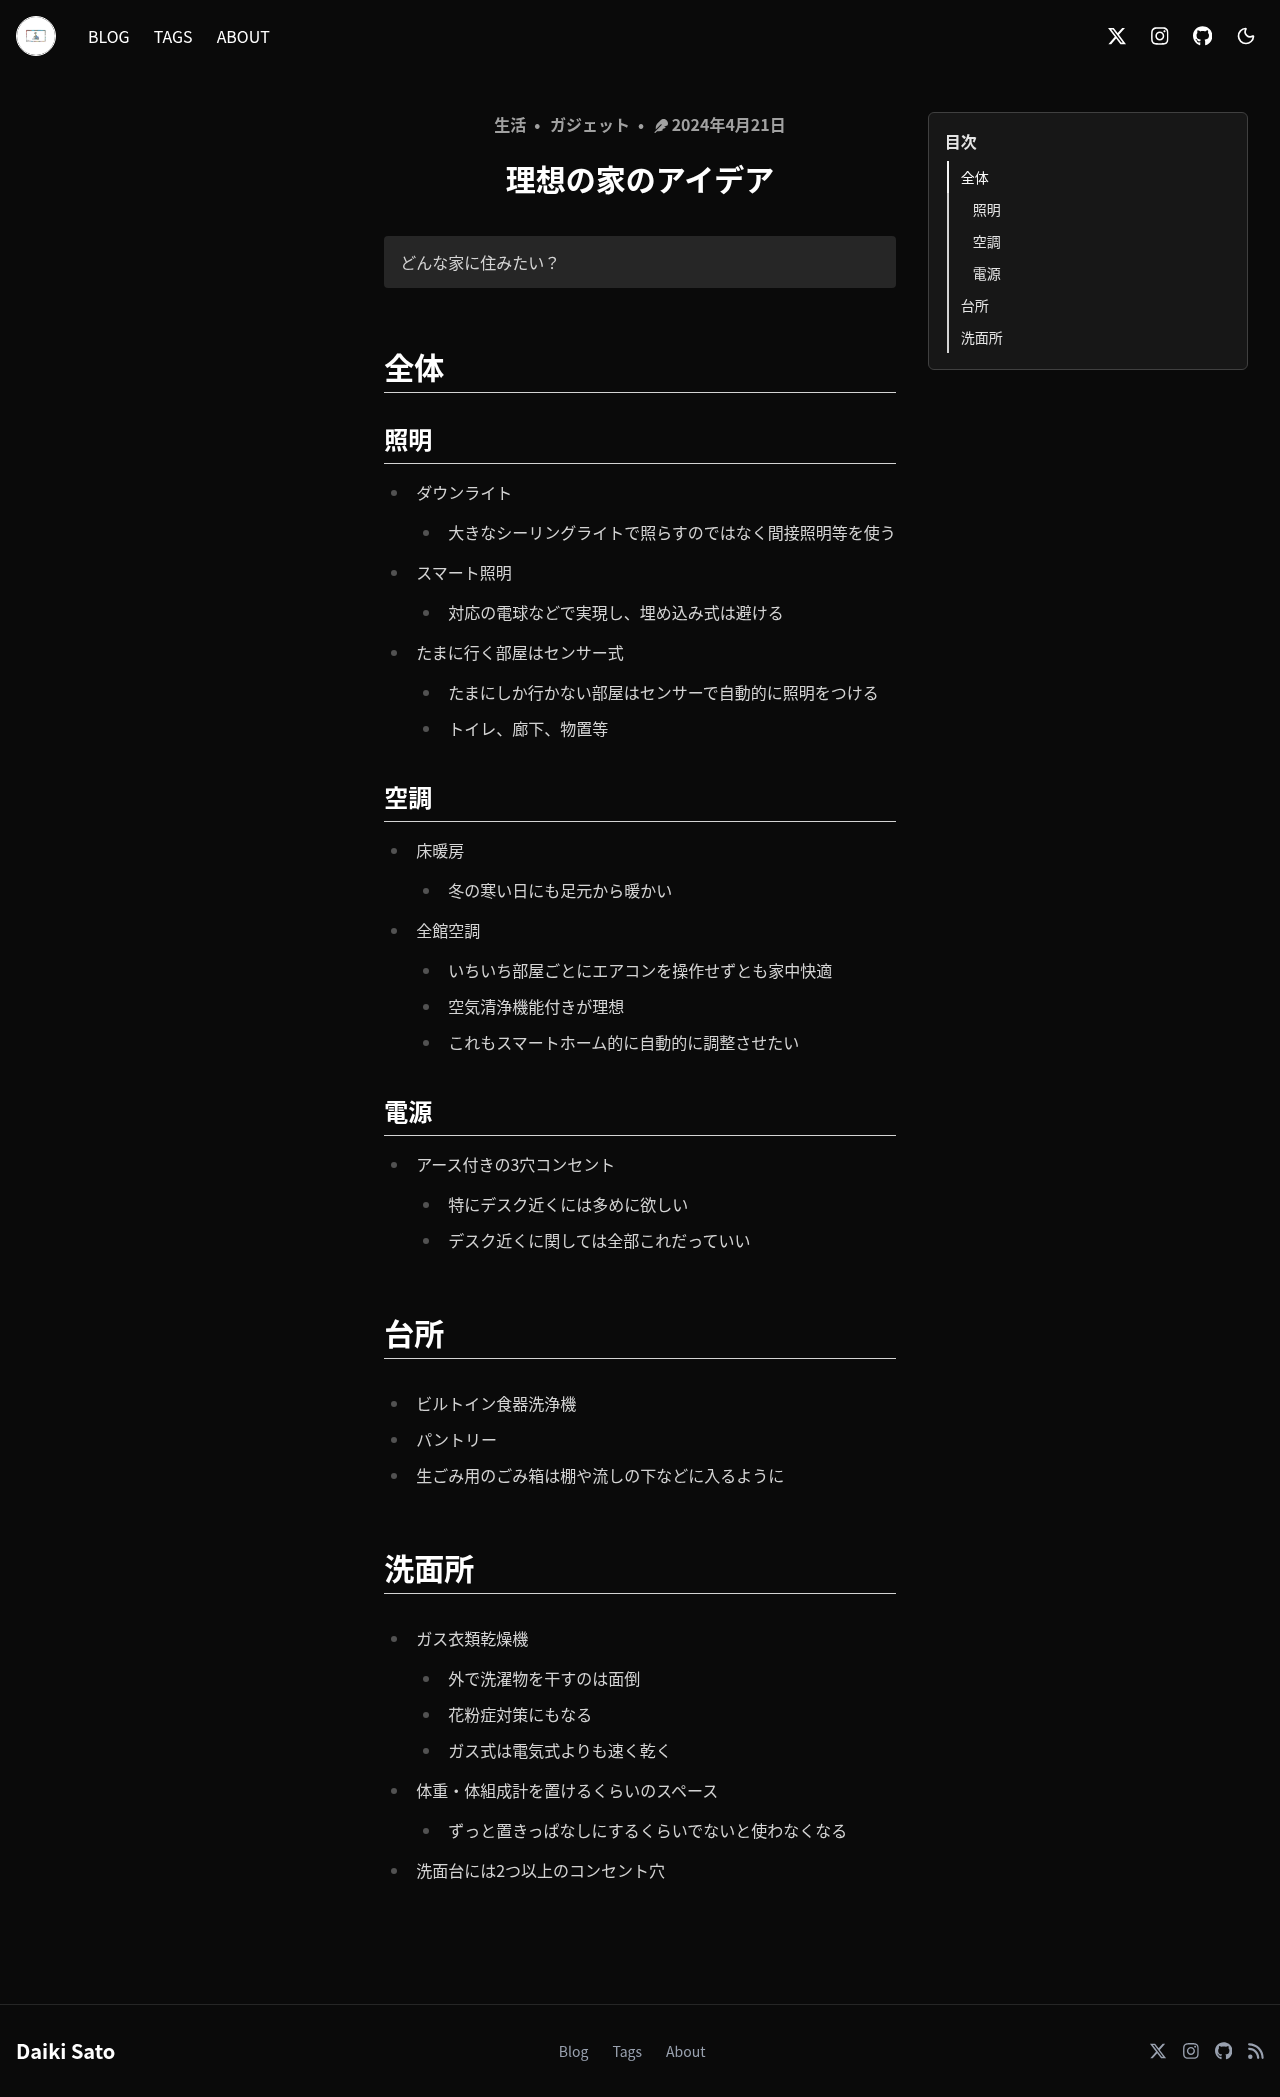 BLOG TAGS ABOUT
生活 • ガジェット • 2024年4月21日
理想の家のアイデア
どんな家に住みたい？
目次
全体
照明
空調
電源
台所
洗面所
全体
照明
ダウンライト
大きなシーリングライトで照らすのではなく間接照明等を使う
スマート照明
対応の電球などで実現し、埋め込み式は避ける
たまに行く部屋はセンサー式
たまにしか行かない部屋はセンサーで自動的に照明をつける
トイレ、廊下、物置等
空調
床暖房
冬の寒い日にも足元から暖かい
全館空調
いちいち部屋ごとにエアコンを操作せずとも家中快適
空気清浄機能付きが理想
これもスマートホーム的に自動的に調整させたい
電源
アース付きの3穴コンセント
特にデスク近くには多めに欲しい
デスク近くに関しては全部これだっていい
台所
ビルトイン食器洗浄機
パントリー
生ごみ用のごみ箱は棚や流しの下などに入るように
洗面所
ガス衣類乾燥機
外で洗濯物を干すのは面倒
花粉症対策にもなる
ガス式は電気式よりも速く乾く
体重・体組成計を置けるくらいのスペース
ずっと置きっぱなしにするくらいでないと使わなくなる
洗面台には2つ以上のコンセント穴
Daiki Sato
Blog Tags About